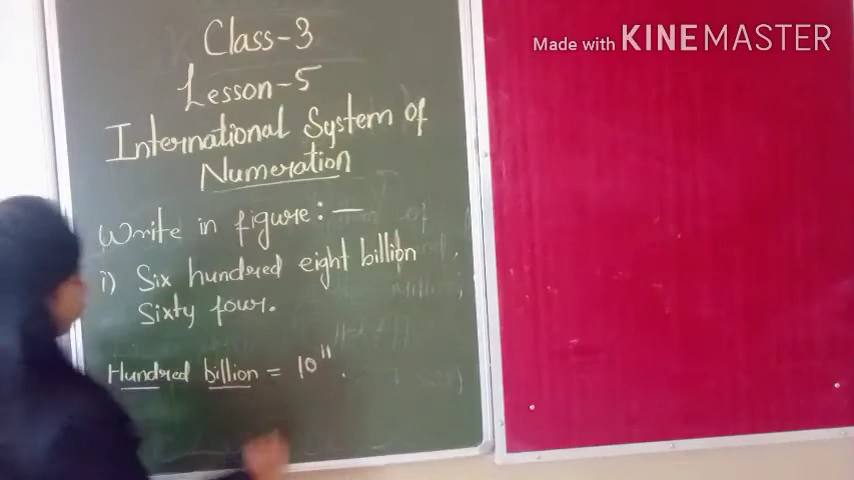 Class-3
Lesson-5
International System of
Numeration
Write in figure:—
i) Six hundred eight billion
Sixty four.
Hundred billion = 10¹¹.
Made with KINEMASTER